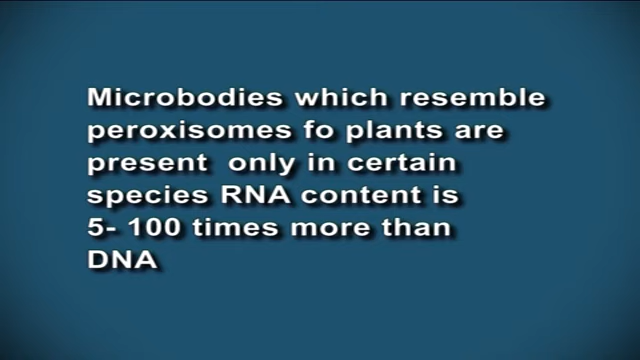 Microbodies which resemble
peroxisomes fo plants are
present only in certain
species RNA content is
5- 100 times more than
DNA